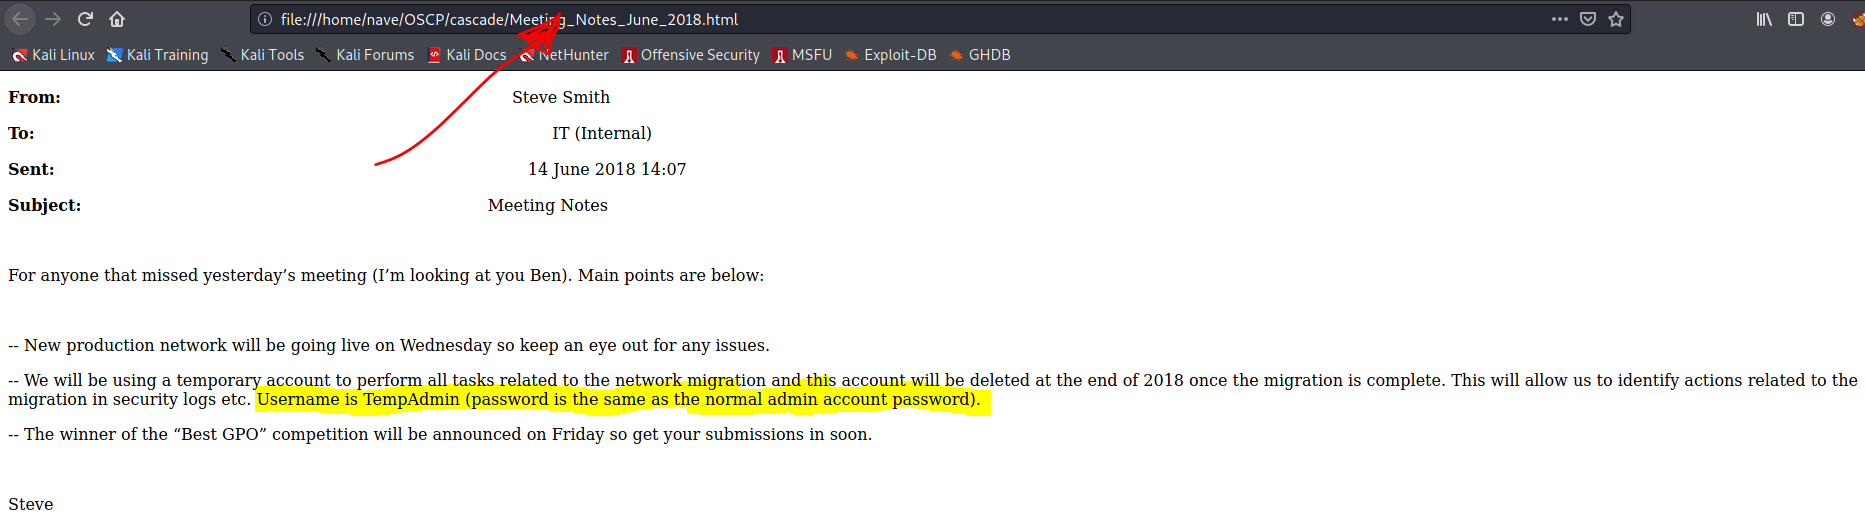 file:///home/nave/OSCP/cascade/Meeting_Notes_June_2018.html
Kali Linux Kali Training Kali Tools Kali Forums Kali Docs NetHunter Offensive Security MSFU Exploit-DB GHDB
From: Steve Smith
To: IT (Internal)
Sent: 14 June 2018 14:07
Subject: Meeting Notes
For anyone that missed yesterday’s meeting (I’m looking at you Ben). Main points are below:
-- New production network will be going live on Wednesday so keep an eye out for any issues.
-- We will be using a temporary account to perform all tasks related to the network migration and this account will be deleted at the end of 2018 once the migration is complete. This will allow us to identify actions related to the
migration in security logs etc. Username is TempAdmin (password is the same as the normal admin account password).
-- The winner of the “Best GPO” competition will be announced on Friday so get your submissions in soon.
Steve